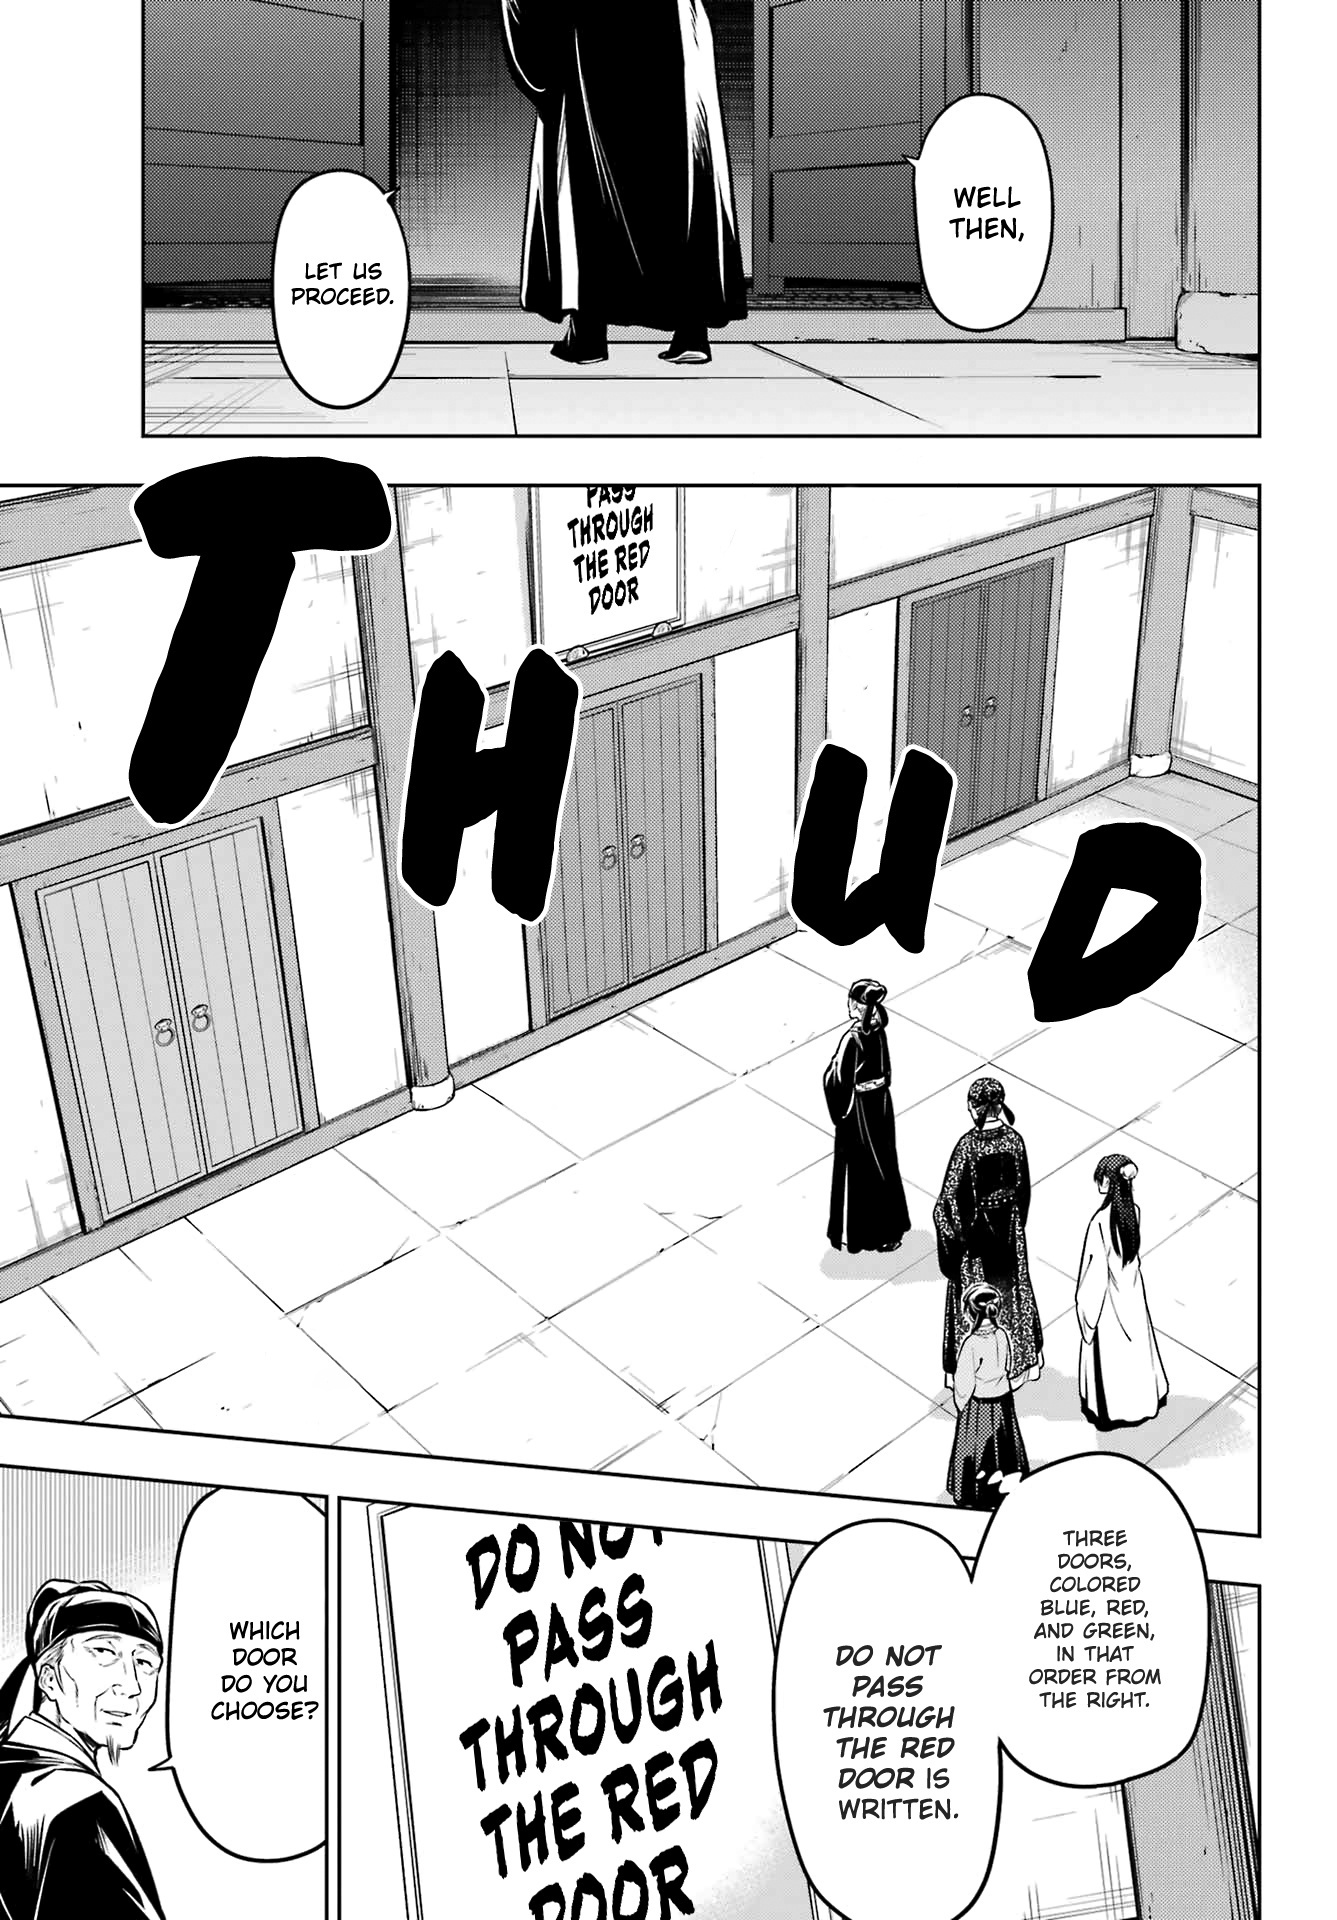 WELL
THEN,
LET US
PROCEED.
PASS
THROUGH
THE RED
DOOR
THUD
THREE
DOORS,
COLORED
BLUE, RED,
AND GREEN,
IN THAT
ORDER FROM
THE RIGHT.
DO NOT
PASS
THROUGH
THE RED
DOOR IS
WRITTEN.
DO NOT
PASS
THROUGH
THE RED
DOOR
WHICH
DOOR
DO YOU
CHOOSE?